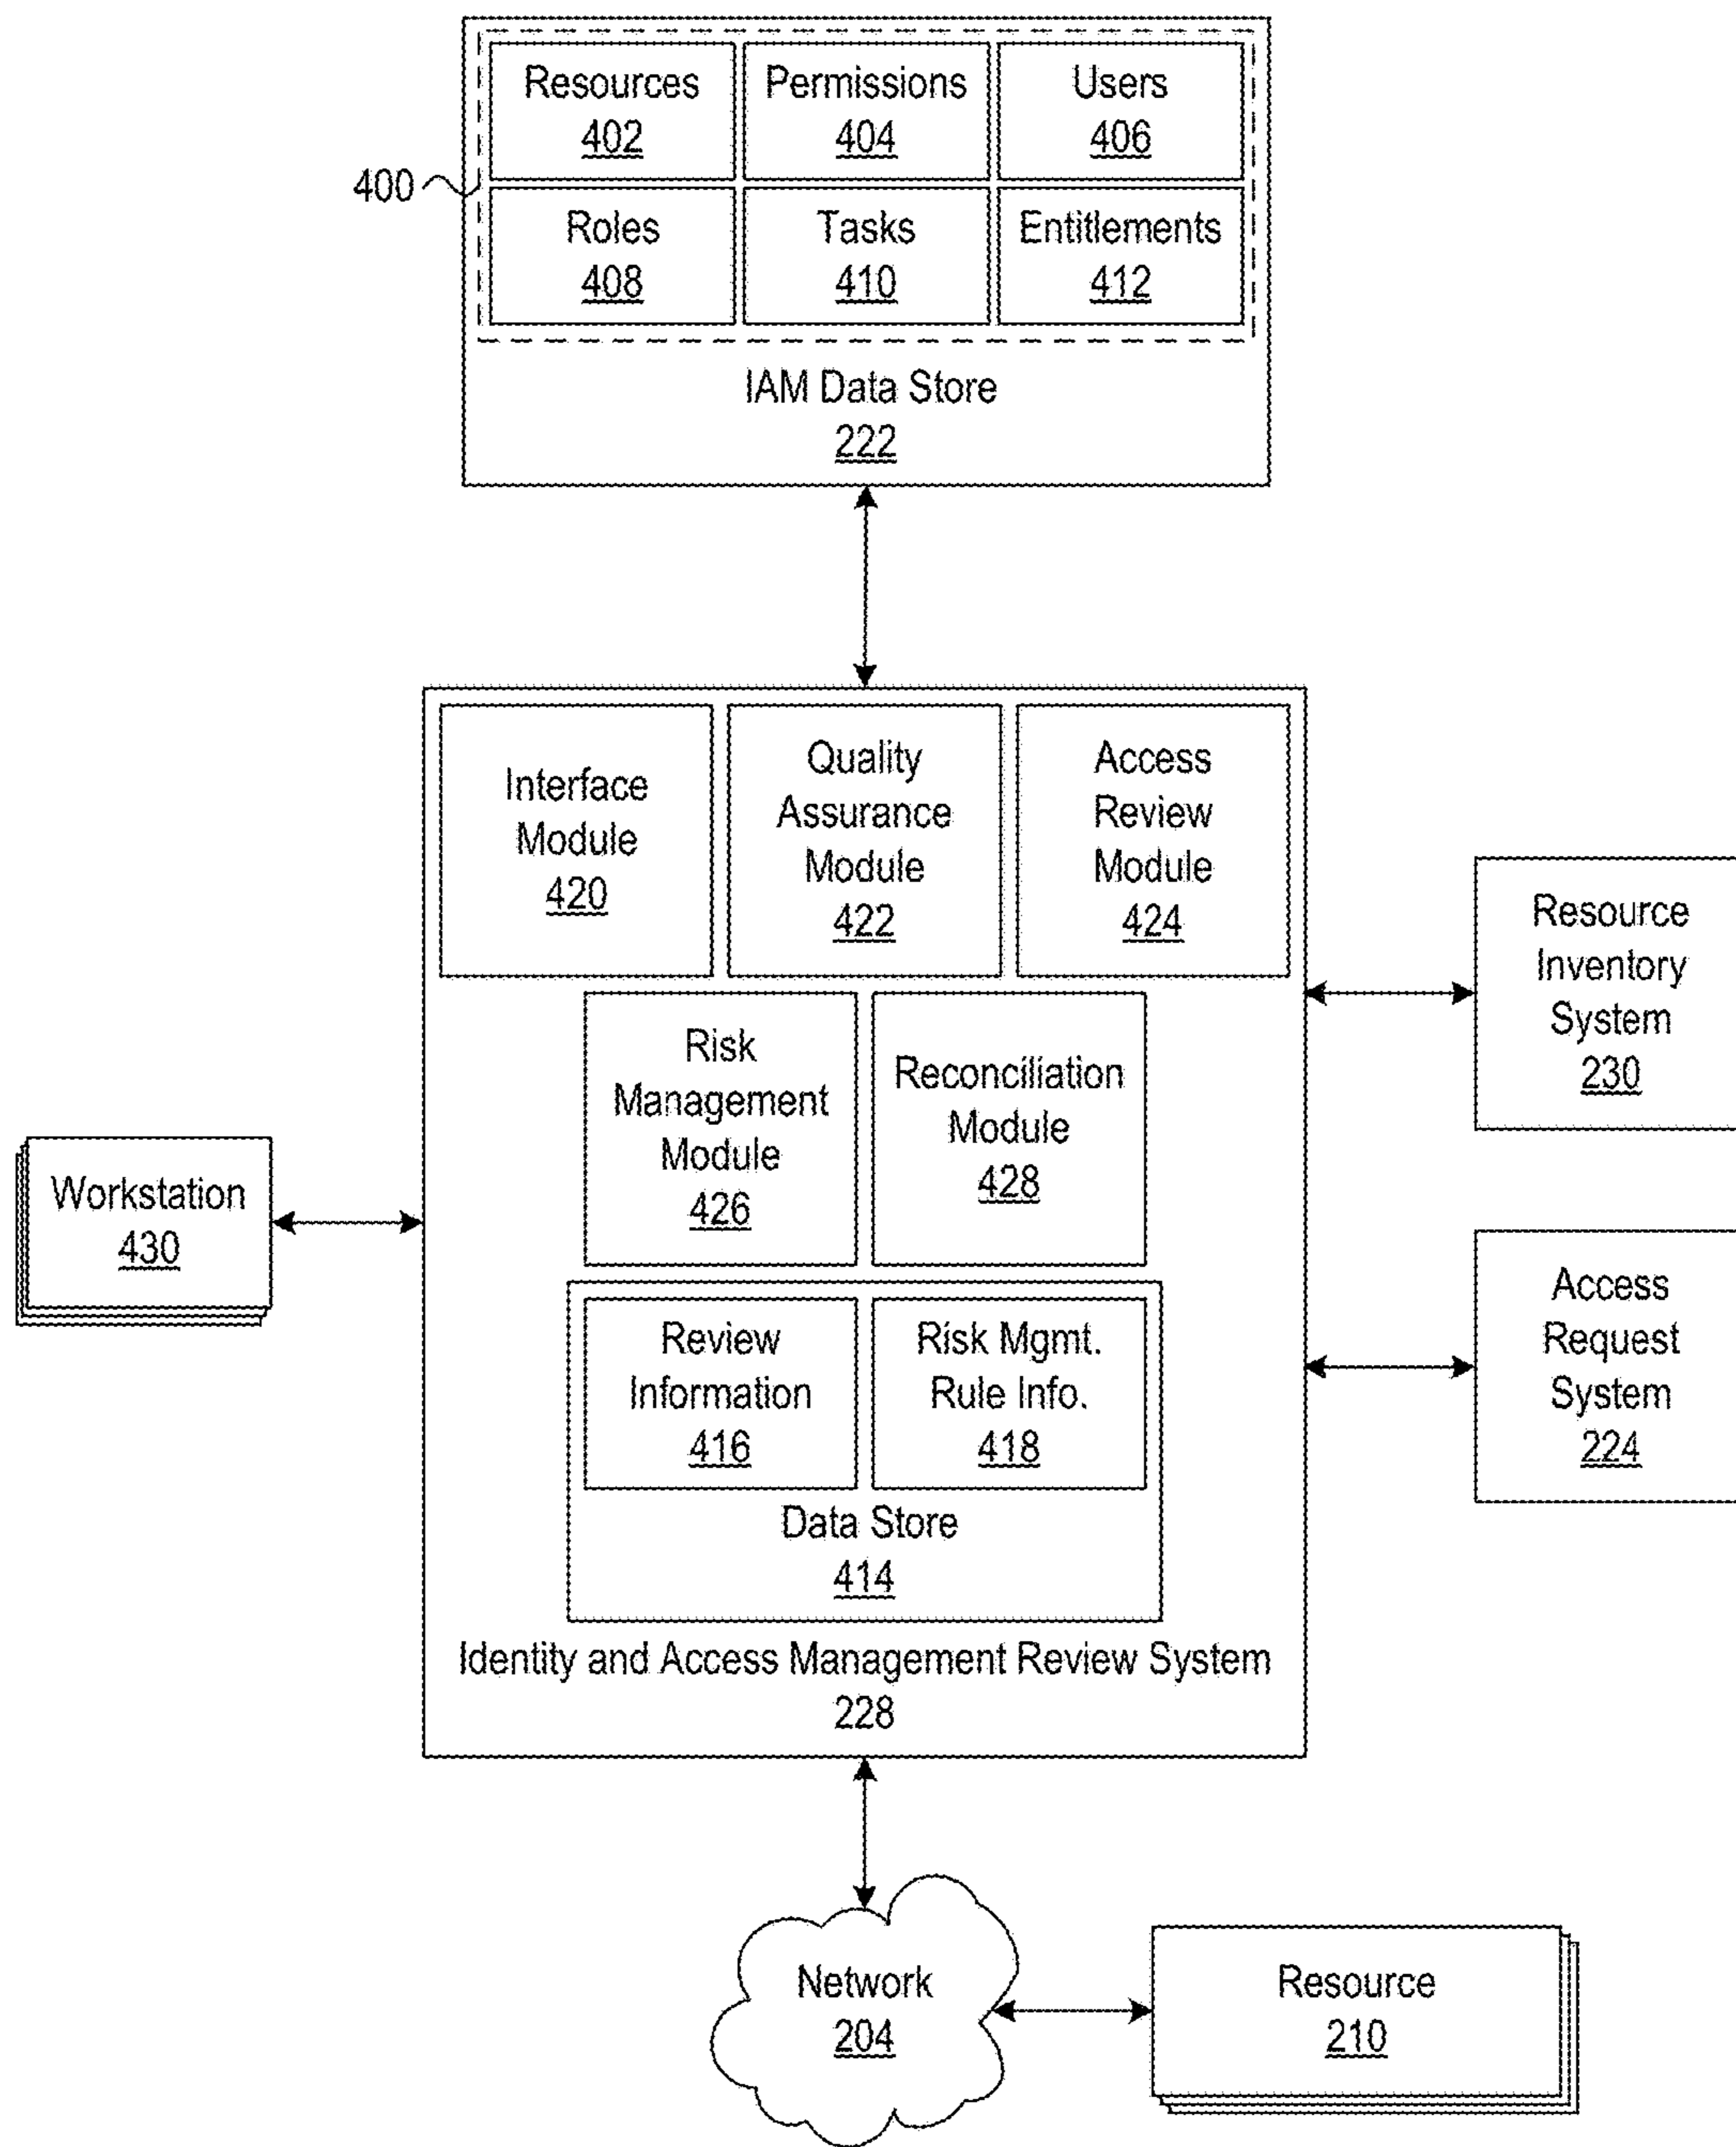 Resources
402
Permissions
404
Users
406
400
Roles
408
Tasks
410
Entitlements
412
IAM Data Store
222
Interface
Module
420
Quality
Assurance
Module
422
Access
Review
Module
424
Resource
Inventory
System
230
Risk
Management
Module
426
Reconciliation
Module
428
Workstation
430
Access
Request
System
224
Review
Information
416
Risk Mgmt.
Rule Info.
418
Data Store
414
Identity and Access Management Review System
228
Network
204
Resource
210